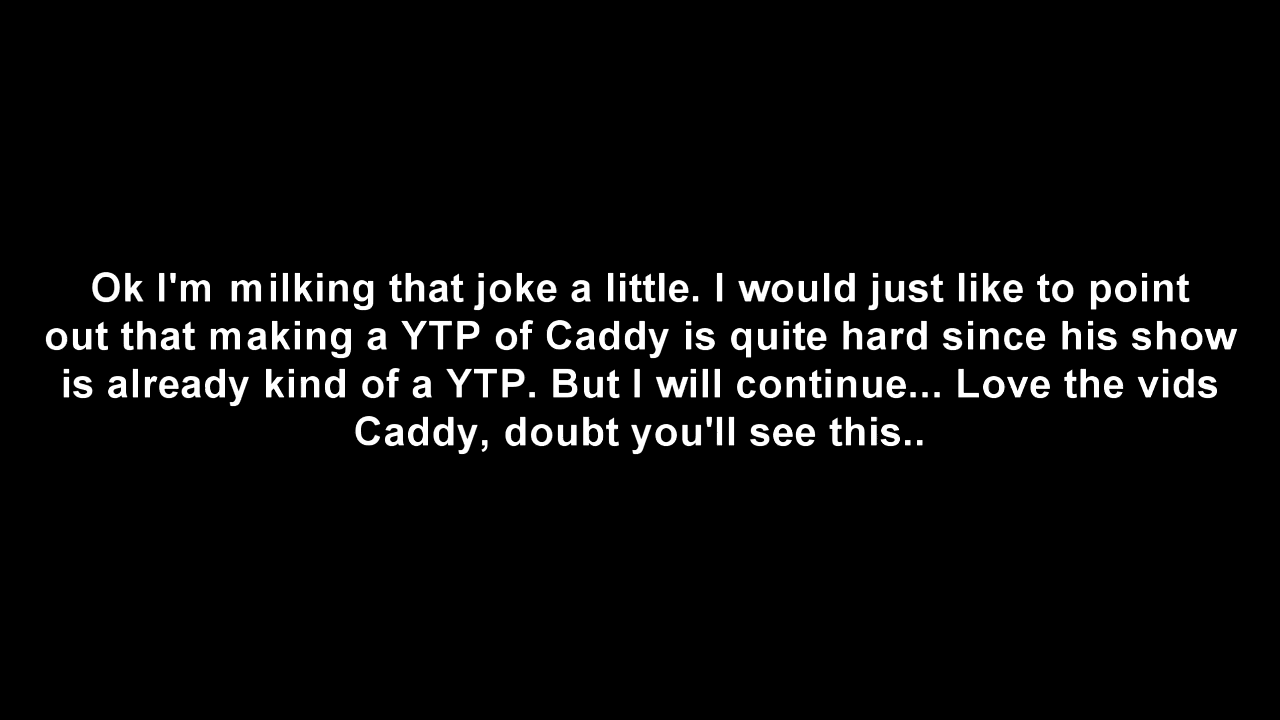 Ok I'm milking that joke a little. I would just like to point
out that making a YTP of Caddy is quite hard since his show
is already kind of a YTP. But I will continue... Love the vids
Caddy, doubt you'll see this..